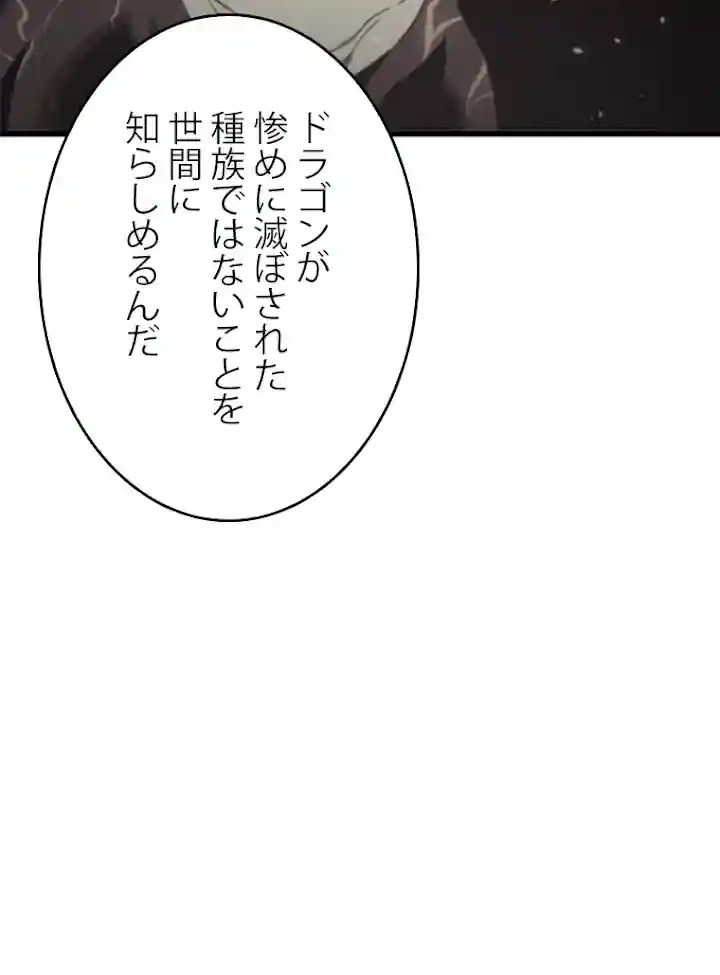 ドラゴンが
惨めに滅ぼされた
種族ではないことを
世間に
知らしめるんだ